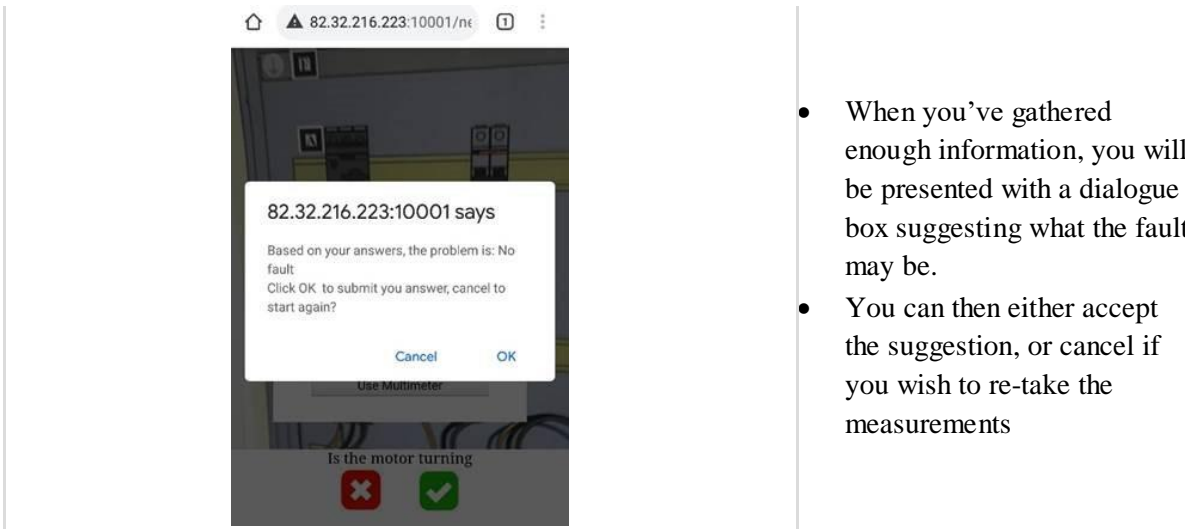 82.32.216.223:10001/ne
1
82.32.216.223:10001 says
Based on your answers, the problem is: No
fault
Click OK to submit you answer, cancel to
start again?
Cancel
OK
Use Multimeter
Is the motor turning
• When you’ve gathered
enough information, you will
be presented with a dialogue
box suggesting what the fault
may be.
• You can then either accept
the suggestion, or cancel if
you wish to re-take the
measurements